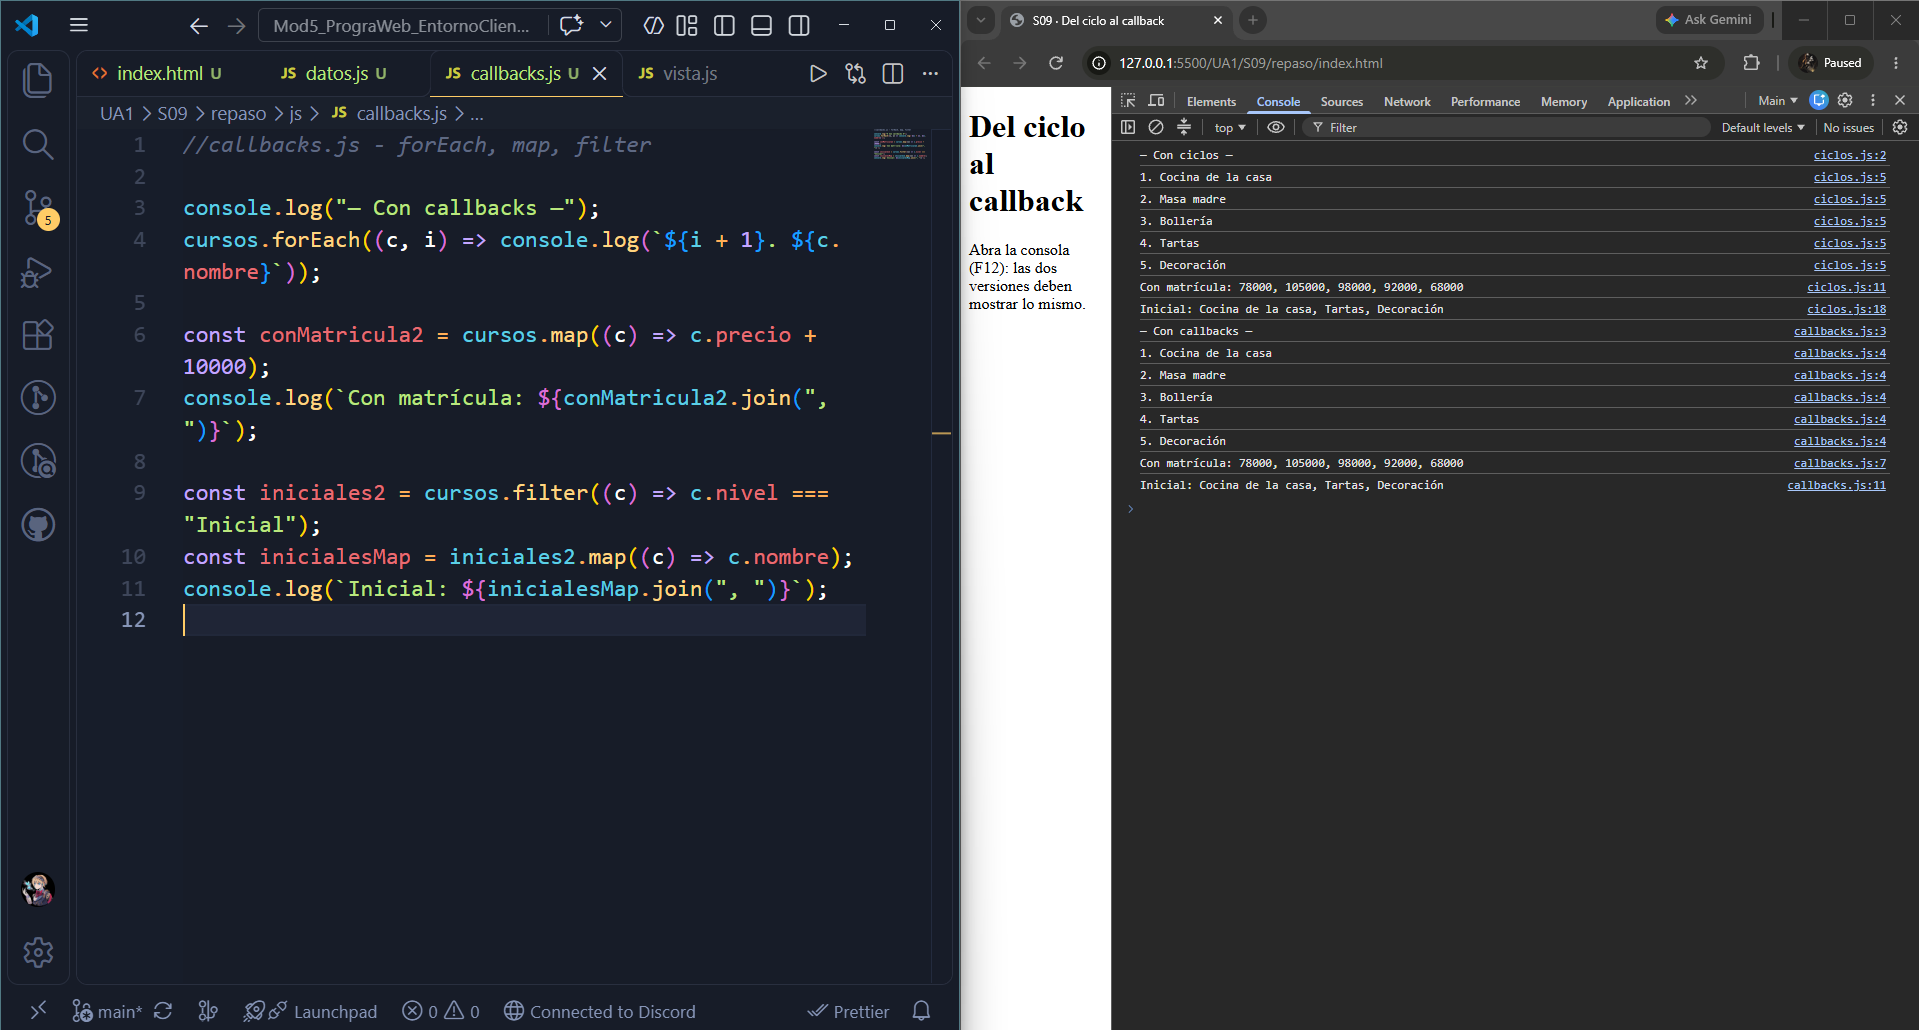 Mod5_PrograWeb_EntornoClien...
index.html U
JS datos.js U
JS callbacks.js U
JS vista.js
UA1 > S09 > repaso > js > JS callbacks.js > ...
1 //callbacks.js - forEach, map, filter
2
3 console.log("— Con callbacks —");
4 cursos.forEach((c, i) => console.log(`${i + 1}. ${c.
nombre}`));
5
6 const conMatricula2 = cursos.map((c) => c.precio +
10000);
7 console.log(`Con matrícula: ${conMatricula2.join(",
")}`);
8
9 const iniciales2 = cursos.filter((c) => c.nivel ===
"Inicial");
10 const inicialesMap = iniciales2.map((c) => c.nombre);
11 console.log(`Inicial: ${inicialesMap.join(", ")}`);
12
5
main*
Launchpad
0
0
Connected to Discord
Prettier
S09 · Del ciclo al callback
Ask Gemini
127.0.0.1:5500/UA1/S09/repaso/index.html
Paused
Del ciclo
al
callback
Abra la consola
(F12): las dos
versiones deben
mostrar lo mismo.
Elements Console Sources Network Performance Memory Application Main
top Filter Default levels No issues
— Con ciclos — ciclos.js:2
1. Cocina de la casa ciclos.js:5
2. Masa madre ciclos.js:5
3. Bollería ciclos.js:5
4. Tartas ciclos.js:5
5. Decoración ciclos.js:5
Con matrícula: 78000, 105000, 98000, 92000, 68000 ciclos.js:11
Inicial: Cocina de la casa, Tartas, Decoración ciclos.js:18
— Con callbacks — callbacks.js:3
1. Cocina de la casa callbacks.js:4
2. Masa madre callbacks.js:4
3. Bollería callbacks.js:4
4. Tartas callbacks.js:4
5. Decoración callbacks.js:4
Con matrícula: 78000, 105000, 98000, 92000, 68000 callbacks.js:7
Inicial: Cocina de la casa, Tartas, Decoración callbacks.js:11